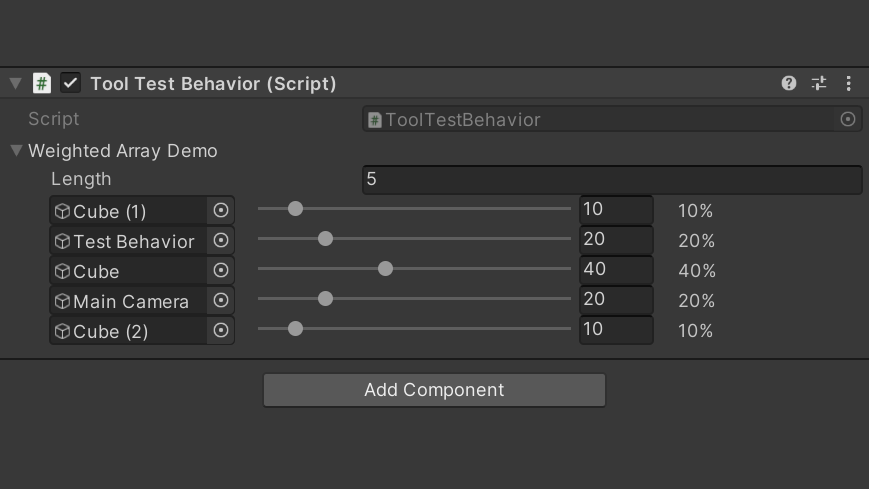 # Tool Test Behavior (Script) ?
Script # ToolTestBehavior
Weighted Array Demo
Length 5
Cube (1) 10 10%
Test Behavior 20 20%
Cube 40 40%
Main Camera 20 20%
Cube (2) 10 10%
Add Component